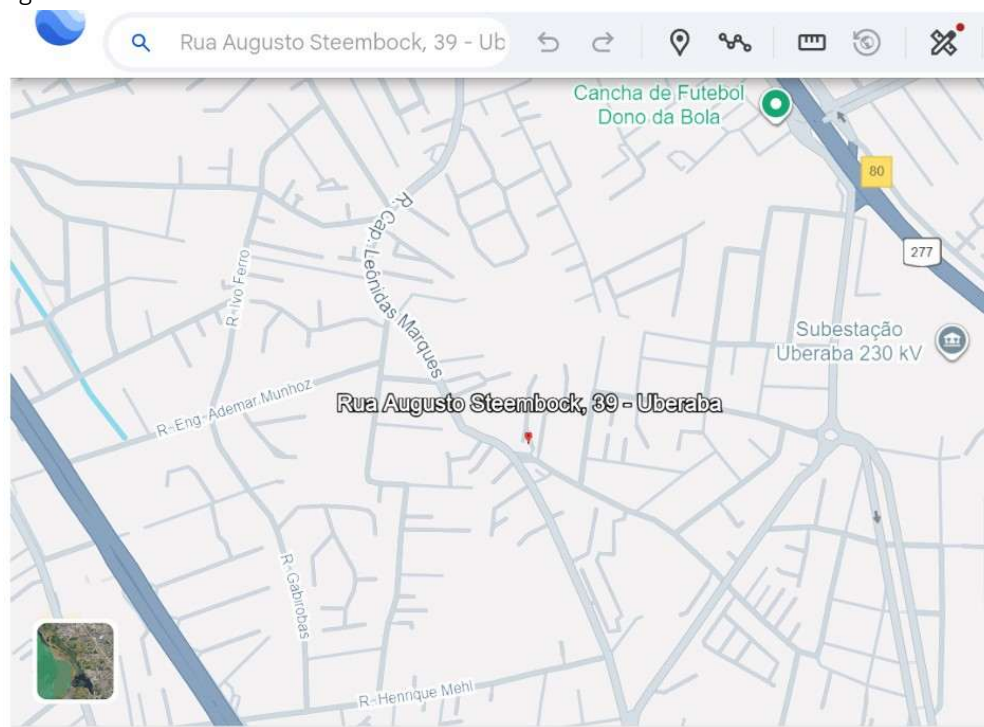 Rua Augusto Steembock, 39 - Ub
Cancha de Futebol
Dono da Bola
80
R. Cap. Leônidas Marques
277
R. Ivo Ferro
Subestação
Uberaba 230 kV
Rua Augusto Steembock, 39 - Uberaba
R. Eng. Ademar Munhoz
R. Gabirobas
R. Henrique Mehl